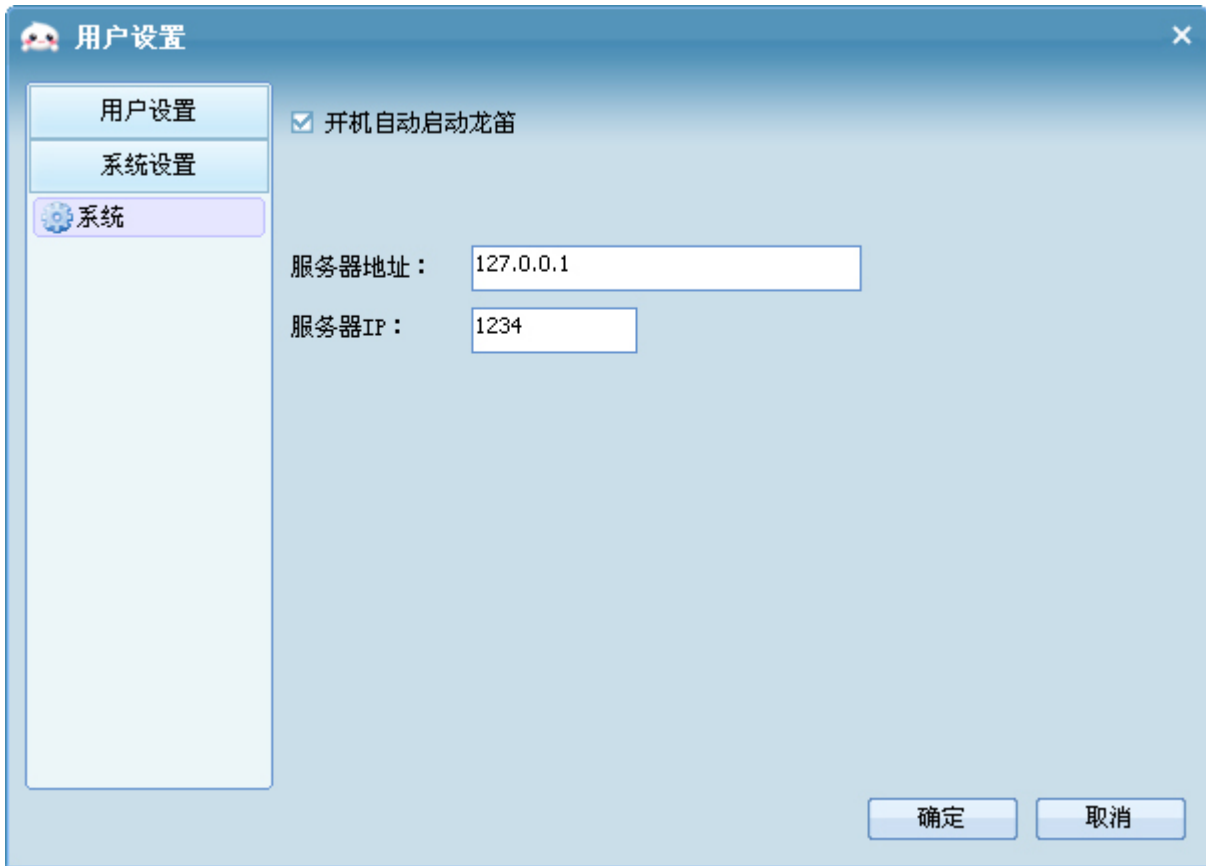 用户设置
用户设置
系统设置
系统
开机自动启动龙笛
服务器地址：
127.0.0.1
服务器IP：
1234
确定
取消